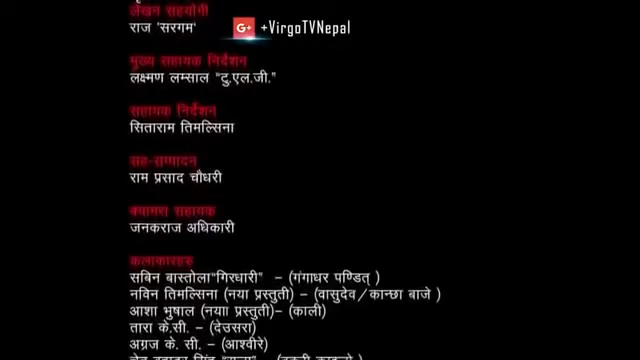 लेखन सहयोगी
राज 'सरगम'
+VirgoTVNepal
मुख्य सहायक निर्देशन
लक्ष्मण लम्साल "टु.एल.जी."
सहायक निर्देशन
सिताराम तिमल्सिना
सह-सम्पादन
राम प्रसाद चौधरी
क्यामरा सहायक
जनकराज अधिकारी
कलाकारहरु
सबिन बास्तोला"गिरधारी" – (गंगाधर पण्डित् )
नविन तिमल्सिना (नया प्रस्तुती) – (वासुदेव/कान्छा बाजे )
आशा भुषाल (नयाा प्रस्तुती)– (काली)
तारा के.सी. – (देउसरा)
अग्रज के. सी. – (आश्वीरे)